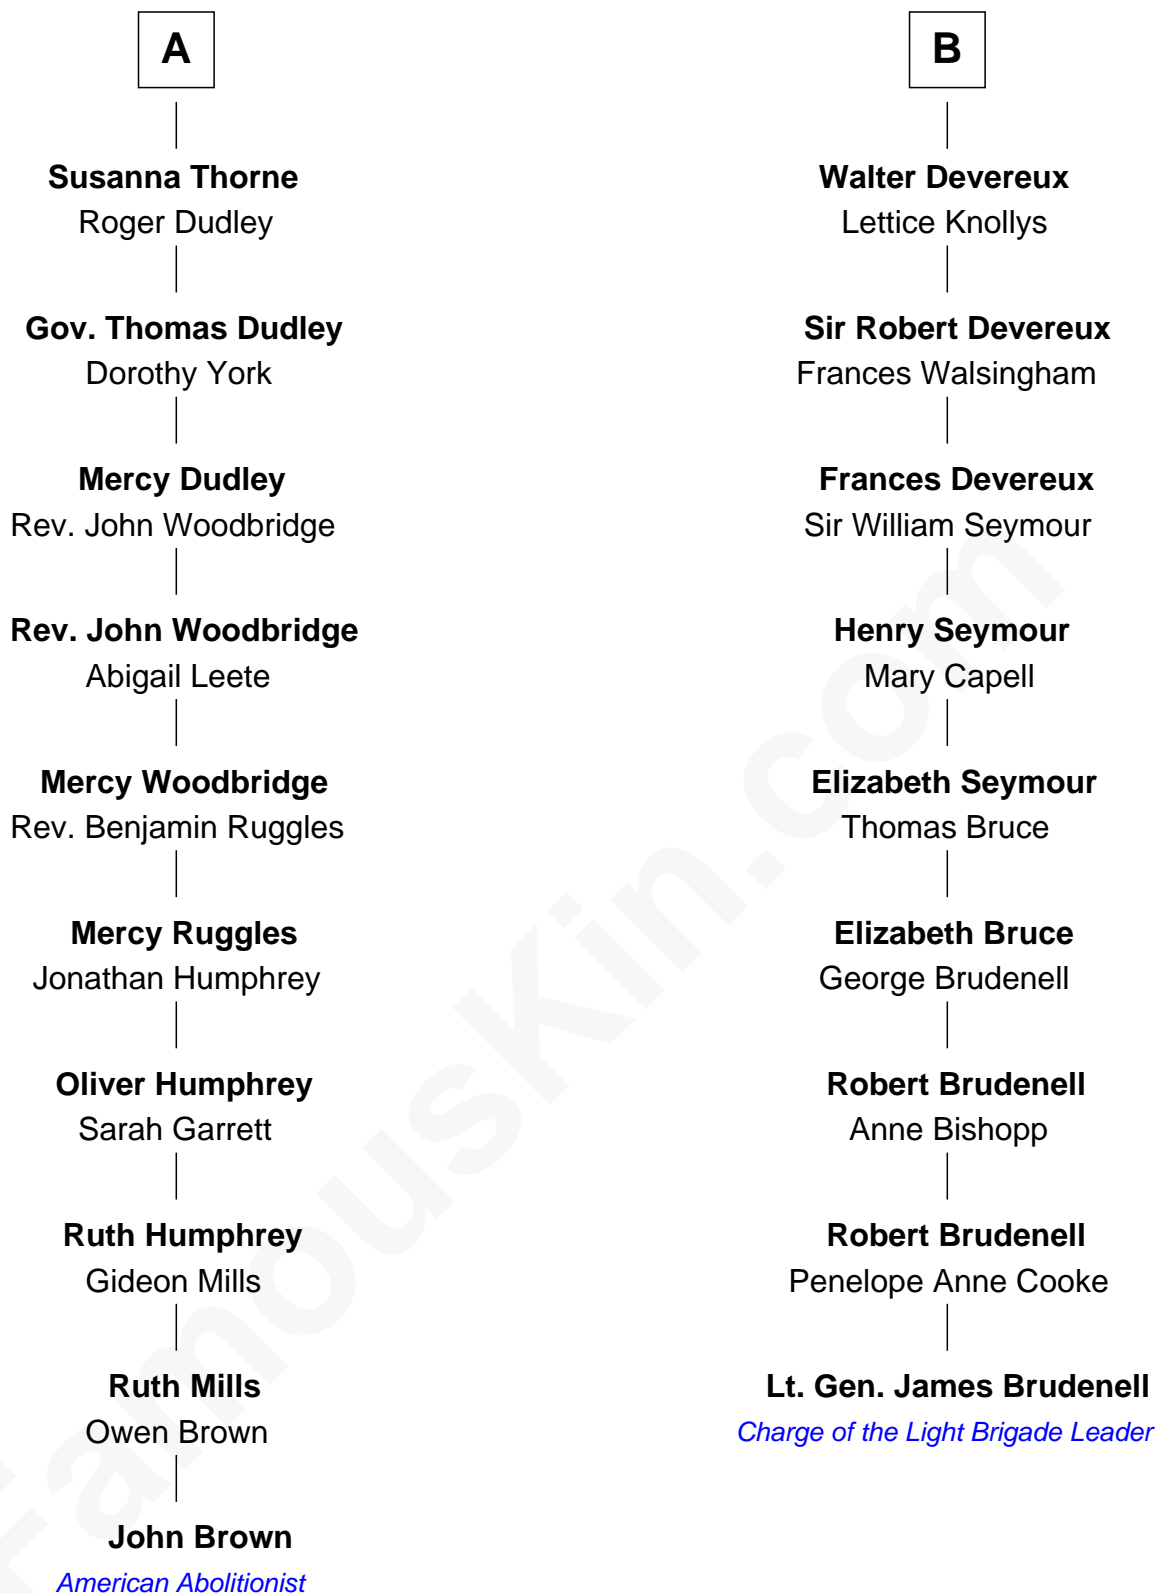 A
Susanna Thorne
Roger Dudley
Gov. Thomas Dudley
Dorothy York
Mercy Dudley
Rev. John Woodbridge
Rev. John Woodbridge
Abigail Leete
Mercy Woodbridge
Rev. Benjamin Ruggles
Mercy Ruggles
Jonathan Humphrey
Oliver Humphrey
Sarah Garrett
Ruth Humphrey
Gideon Mills
Ruth Mills
Owen Brown
John Brown
American Abolitionist
B
Walter Devereux
Lettice Knollys
Sir Robert Devereux
Frances Walsingham
Frances Devereux
Sir William Seymour
Henry Seymour
Mary Capell
Elizabeth Seymour
Thomas Bruce
Elizabeth Bruce
George Brudenell
Robert Brudenell
Anne Bishopp
Robert Brudenell
Penelope Anne Cooke
Lt. Gen. James Brudenell
Charge of the Light Brigade Leader
FamousKin.com